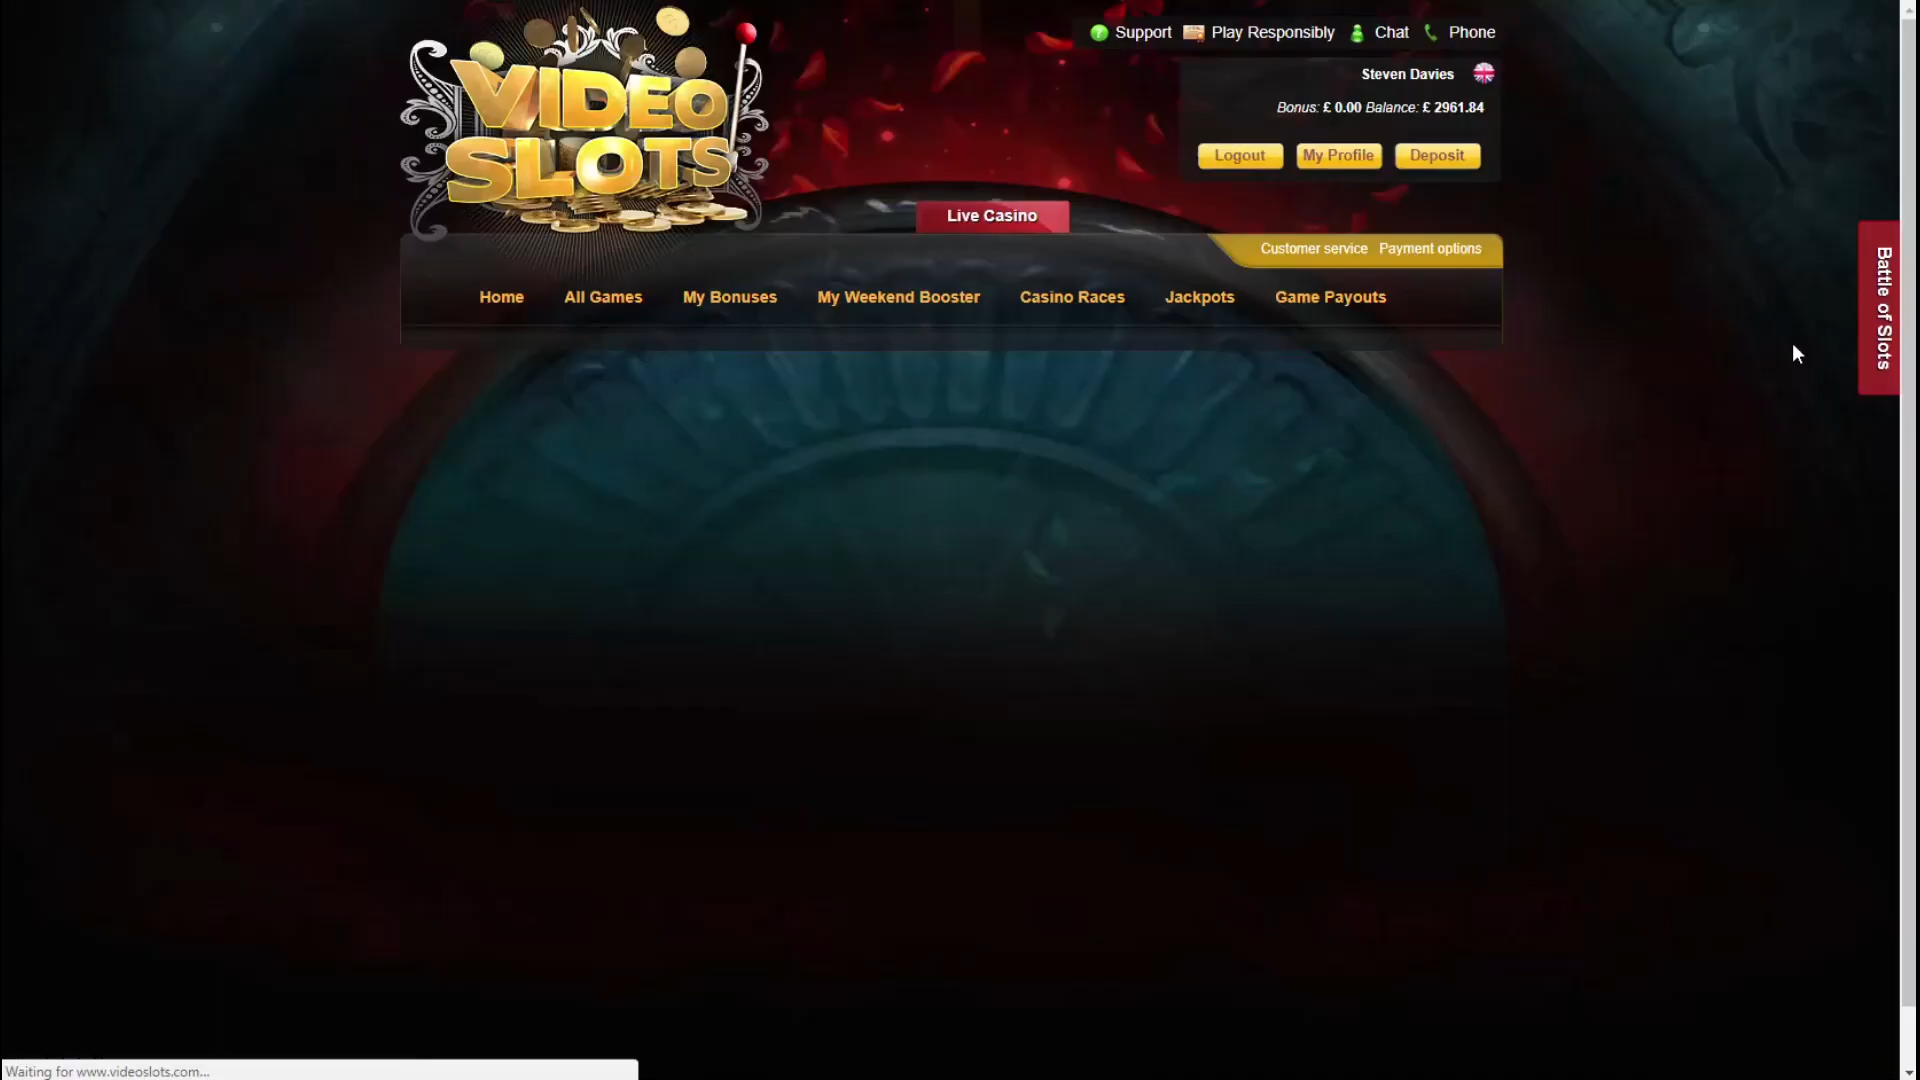 VIDEO
SLOTS
Support Play Responsibly Chat Phone
Steven Davies
Bonus: £ 0.00 Balance: £ 2961.84
Logout My Profile Deposit
Live Casino
Customer service Payment options
Home All Games My Bonuses My Weekend Booster Casino Races Jackpots Game Payouts
Battle of Slots
Waiting for www.videoslots.com...